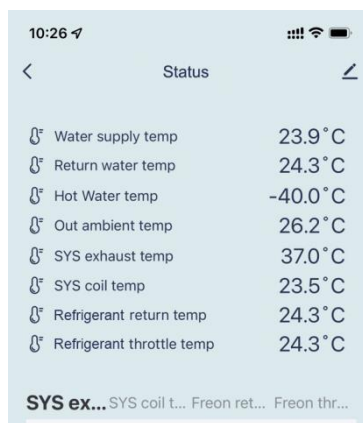 10:26
Status
Water supply temp 23.9°C
Return water temp 24.3°C
Hot Water temp -40.0°C
Out ambient temp 26.2°C
SYS exhaust temp 37.0°C
SYS coil temp 23.5°C
Refrigerant return temp 24.3°C
Refrigerant throttle temp 24.3°C
SYS ex... SYS coil t... Freon ret... Freon thr...